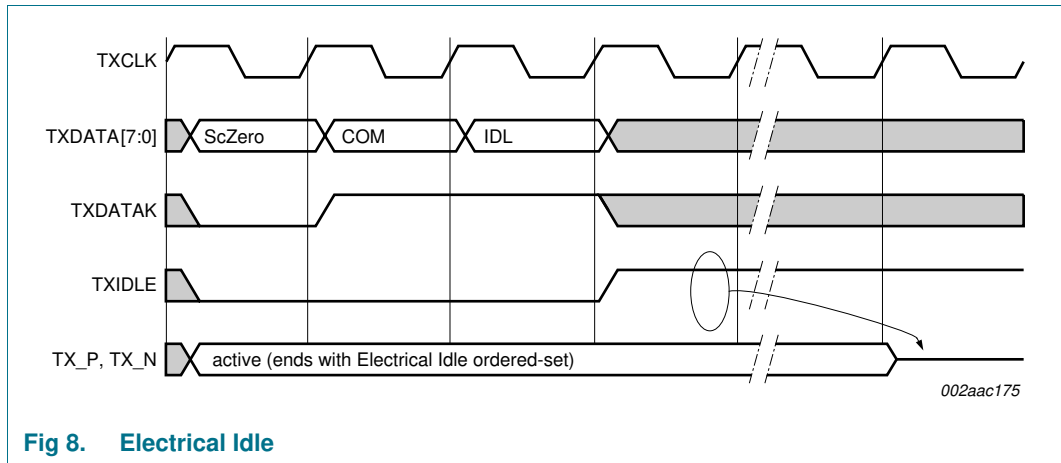 TXCLK
TXDATA[7:0]
ScZero
COM
IDL
TXDATAK
TXIDLE
TX_P, TX_N
active (ends with Electrical Idle ordered-set)
002aac175
Fig 8. Electrical Idle